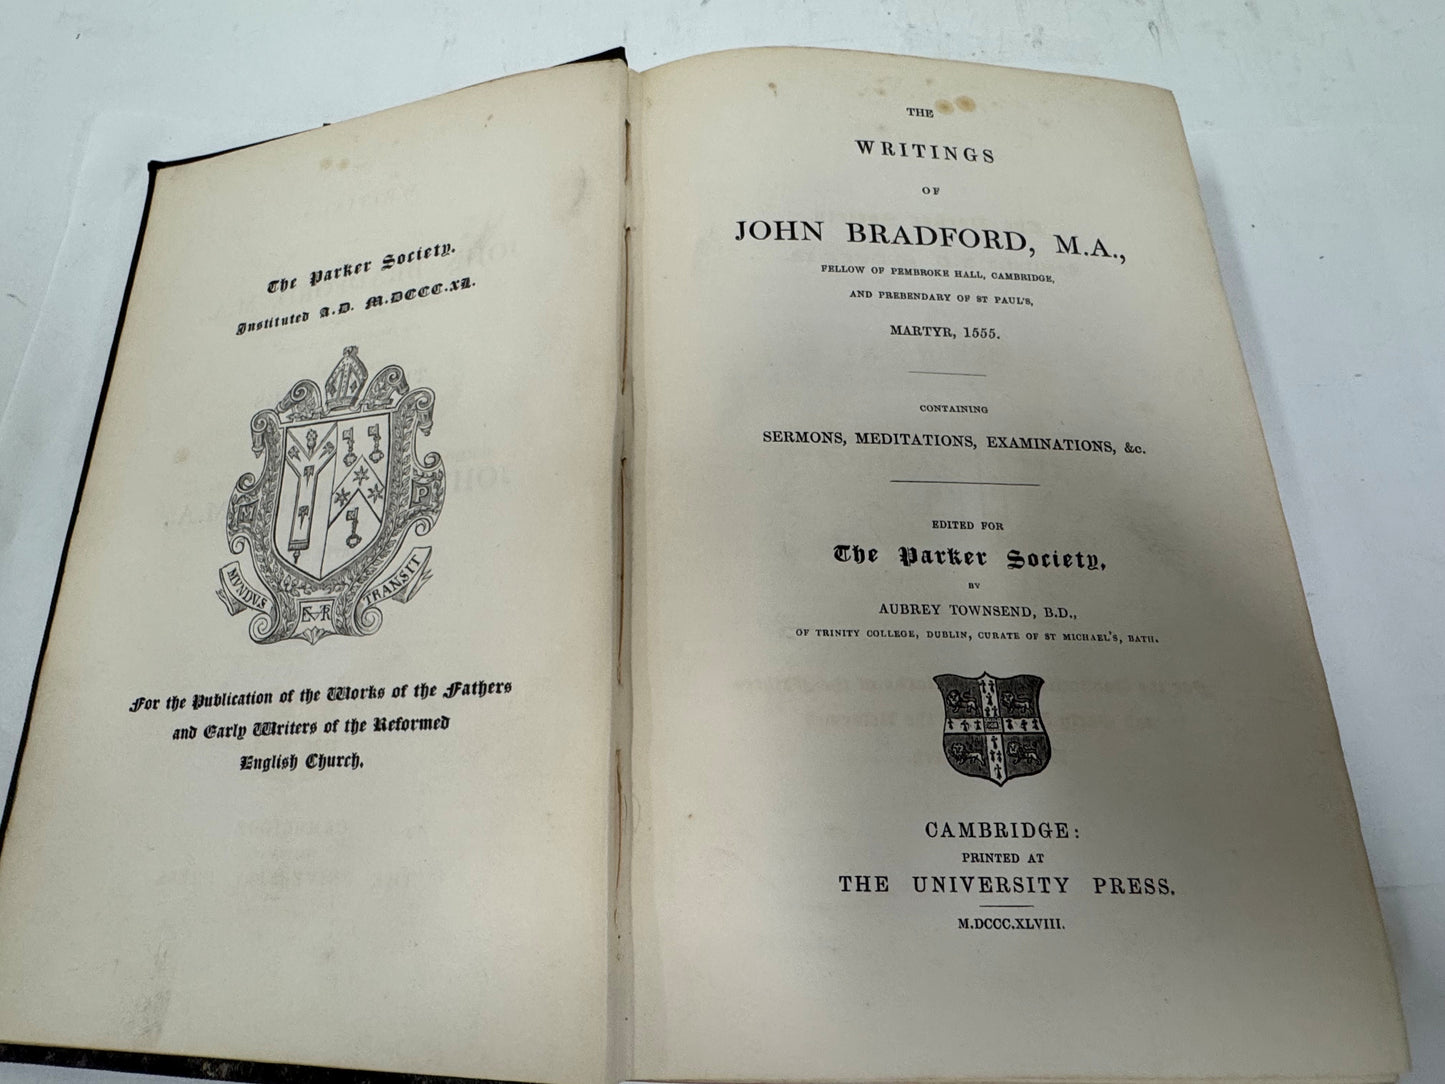 The Parker Society.
Instituted A.D. M.DCCC.XL.
M P
MVNDVS TRANSIT
For the Publication of the Works of the Fathers
and Early Writers of the Reformed
English Church.
THE
WRITINGS
OF
JOHN BRADFORD, M.A.,
FELLOW OF PEMBROKE HALL, CAMBRIDGE,
AND PREBENDARY OF ST PAUL'S,
MARTYR, 1555.
CONTAINING
SERMONS, MEDITATIONS, EXAMINATIONS, &c.
EDITED FOR
The Parker Society,
BY
AUBREY TOWNSEND, B.D.,
OF TRINITY COLLEGE, DUBLIN, CURATE OF ST MICHAEL'S, BATH.
CAMBRIDGE:
PRINTED AT
THE UNIVERSITY PRESS.
M.DCCC.XLVIII.